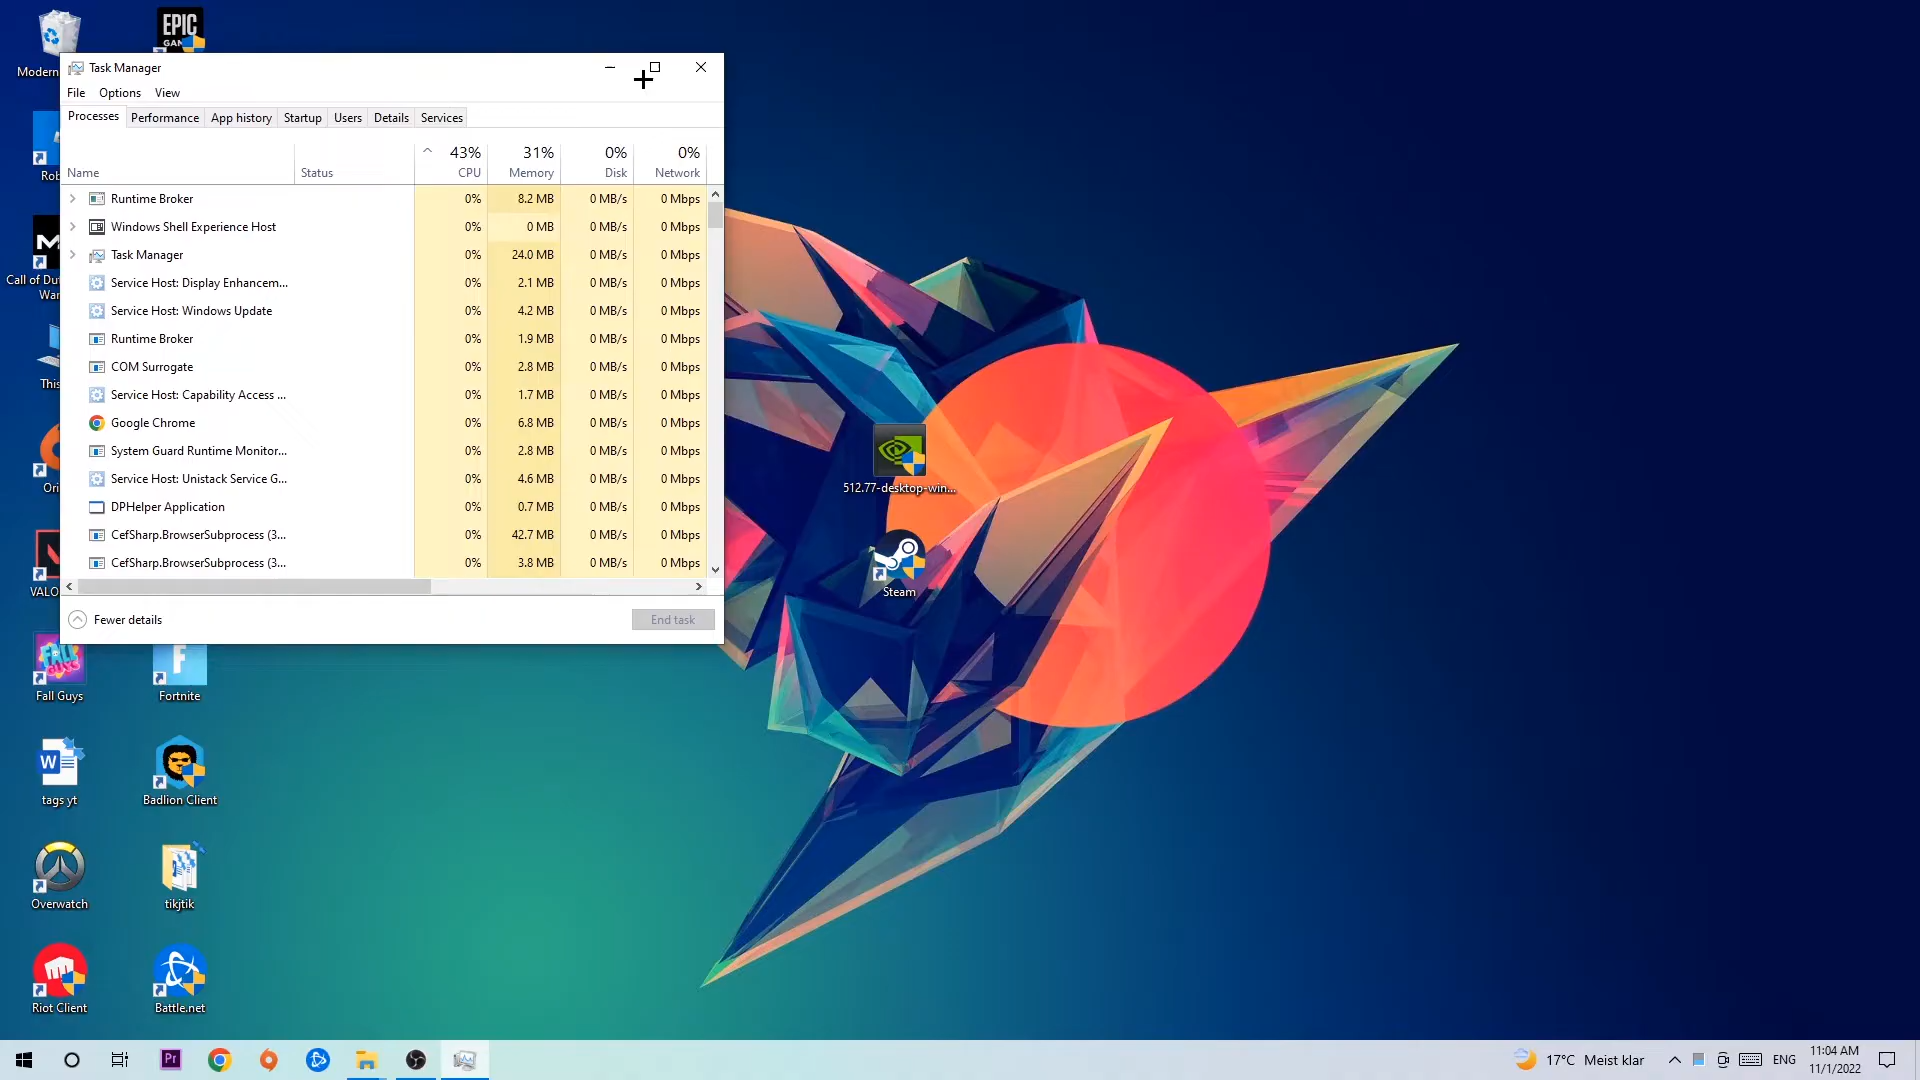 EPIC
GAM
Modern
Task Manager
File Options View
Processes Performance App history Startup Users Details Services
43% 31% 0% 0%
Name Status CPU Memory Disk Network
Runtime Broker 0% 8.2 MB 0 MB/s 0 Mbps
Windows Shell Experience Host 0% 0 MB 0 MB/s 0 Mbps
Task Manager 0% 24.0 MB 0 MB/s 0 Mbps
Service Host: Display Enhancem... 0% 2.1 MB 0 MB/s 0 Mbps
Service Host: Windows Update 0% 4.2 MB 0 MB/s 0 Mbps
Runtime Broker 0% 1.9 MB 0 MB/s 0 Mbps
COM Surrogate 0% 2.8 MB 0 MB/s 0 Mbps
Service Host: Capability Access ... 0% 1.7 MB 0 MB/s 0 Mbps
Google Chrome 0% 6.8 MB 0 MB/s 0 Mbps
System Guard Runtime Monitor... 0% 2.8 MB 0 MB/s 0 Mbps
Service Host: Unistack Service G... 0% 4.6 MB 0 MB/s 0 Mbps
DPHelper Application 0% 0.7 MB 0 MB/s 0 Mbps
CefSharp.BrowserSubprocess (3... 0% 42.7 MB 0 MB/s 0 Mbps
CefSharp.BrowserSubprocess (3... 0% 3.8 MB 0 MB/s 0 Mbps
Fewer details End task
Rob
M
Call of Du
War
This
Ori
VALO
512.77-desktop-win...
Steam
FALL GUYS
F
Fall Guys
Fortnite
W
tags yt
Badlion Client
Overwatch
tikjtik
Riot Client
Battle.net
Pr
17°C Meist klar
ENG
11:04 AM
11/1/2022